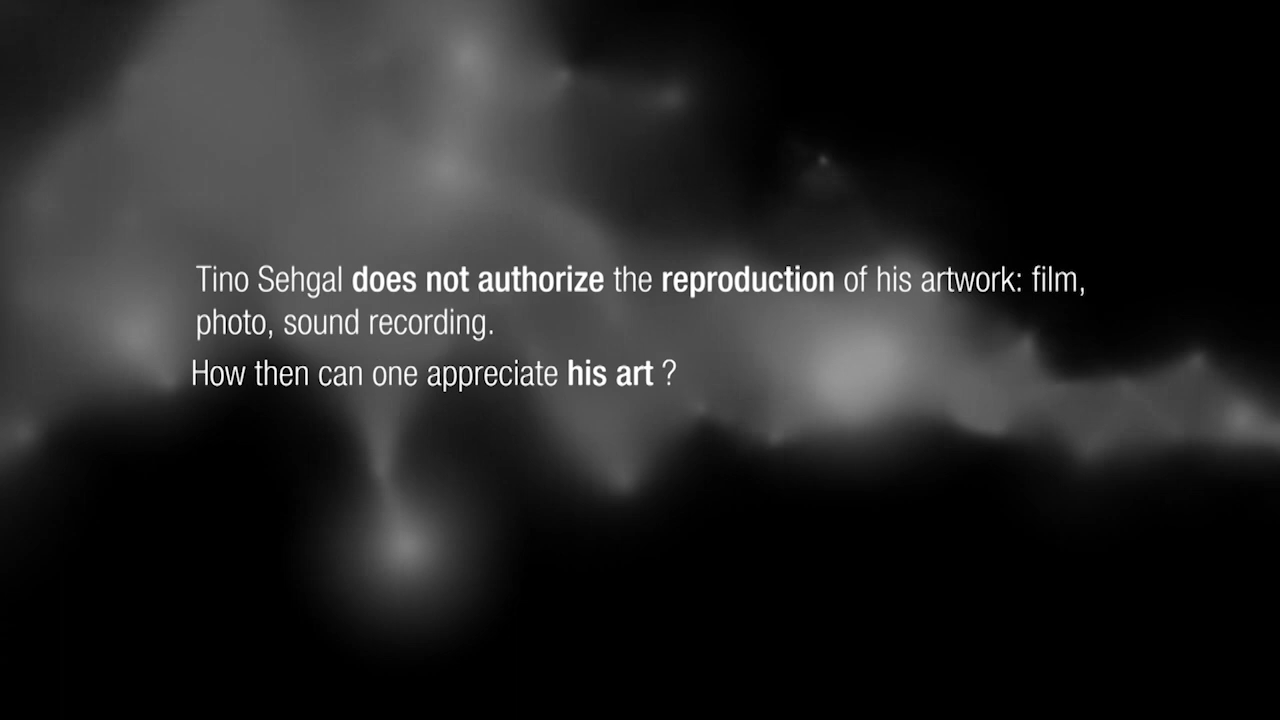 Tino Sehgal does not authorize the reproduction of his artwork: film,
photo, sound recording.
How then can one appreciate his art ?